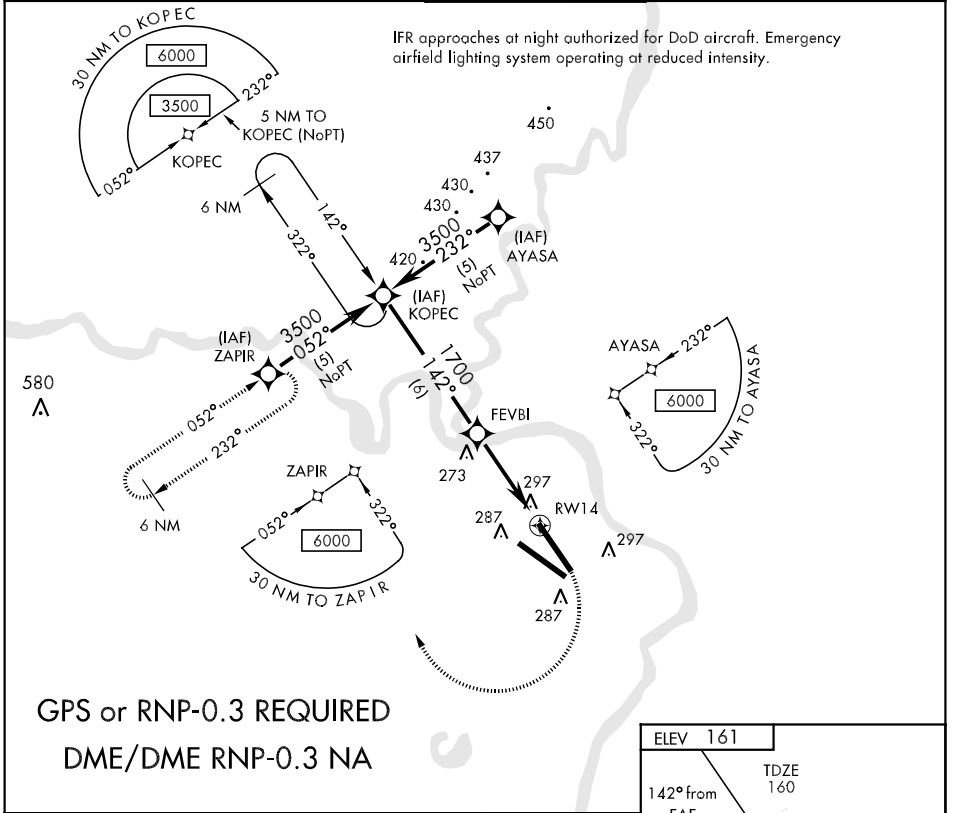 30 NM TO KOPEC
6000
3500
232°
5 NM TO
KOPEC (NoPT)
KOPEC
052°
IFR approaches at night authorized for DoD aircraft. Emergency
airfield lighting system operating at reduced intensity.
450
437
430
430
420
6 NM
142°
322°
3500
232°
(5)
NoPT
(IAF)
AYASA
(IAF)
KOPEC
(IAF)
ZAPIR
3500
052°
(5)
NoPT
1700
142°
(6)
580
052°
232°
6 NM
FEVBI
273
297
RW14
287
297
287
AYASA
232°
6000
322°
30 NM TO AYASA
ZAPIR
052°
322°
6000
30 NM TO ZAPIR
GPS or RNP-0.3 REQUIRED
DME/DME RNP-0.3 NA
ELEV 161
TDZE
160
142° from
FAF